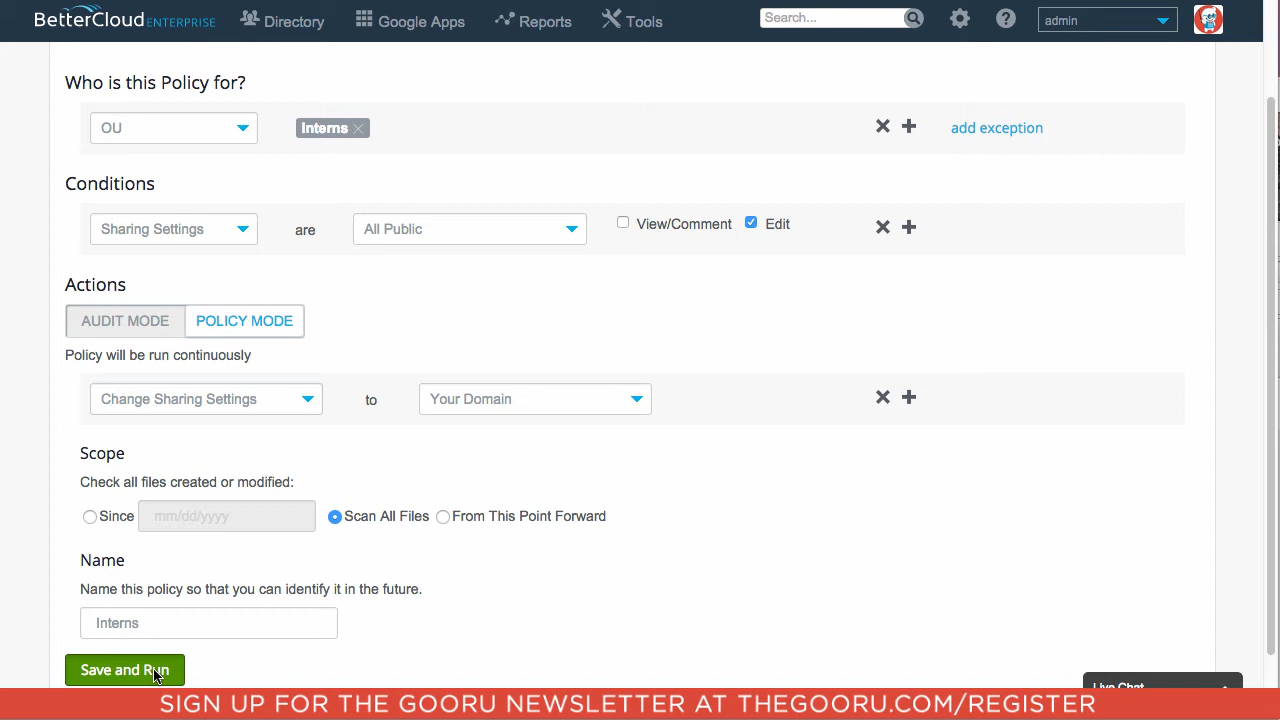 BetterCloud ENTERPRISE Directory Google Apps Reports Tools Search... admin
Who is this Policy for?
OU Interns add exception
Conditions
Sharing Settings are All Public View/Comment Edit
Actions
AUDIT MODE POLICY MODE
Policy will be run continuously
Change Sharing Settings to Your Domain
Scope
Check all files created or modified:
Since mm/dd/yyyy Scan All Files From This Point Forward
Name
Name this policy so that you can identify it in the future.
Interns
Save and Run
Live Chat
SIGN UP FOR THE GOORU NEWSLETTER AT THEGOORU.COM/REGISTER